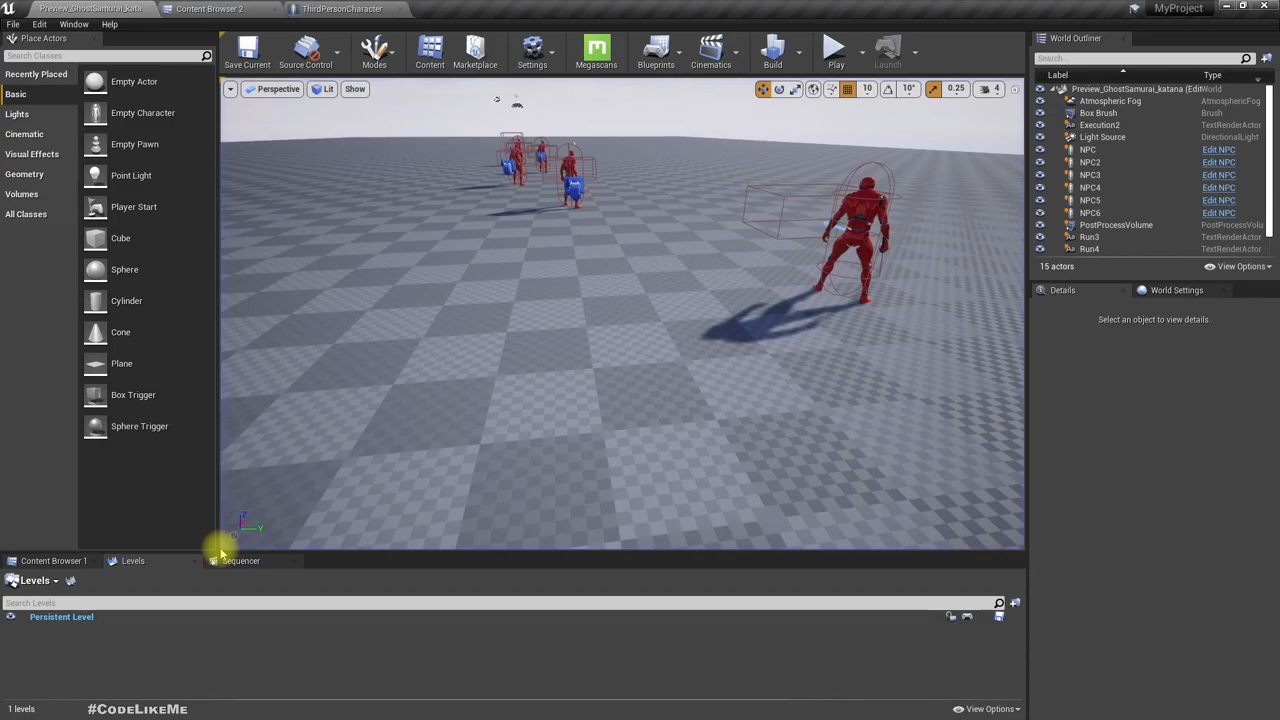 Preview_GhostSamurai_kata
Content Browser 2
ThirdPersonCharacter
MyProject
File
Edit
Window
Help
Place Actors
Search Classes
Recently Placed
Basic
Lights
Cinematic
Visual Effects
Geometry
Volumes
All Classes
Empty Actor
Empty Character
Empty Pawn
Point Light
Player Start
Cube
Sphere
Cylinder
Cone
Plane
Box Trigger
Sphere Trigger
Save Current
Source Control
Modes
Content
Marketplace
Settings
Megascans
Blueprints
Cinematics
Build
Play
Launch
Perspective
Lit
Show
10
10°
0.25
4
Z
Y
World Outliner
Search...
Label
Type
Preview_GhostSamurai_katana (Edit World
Atmospheric Fog AtmosphericFog
Box Brush Brush
Execution2 TextRenderActor
Light Source DirectionalLight
NPC Edit NPC
NPC2 Edit NPC
NPC3 Edit NPC
NPC4 Edit NPC
NPC5 Edit NPC
NPC6 Edit NPC
PostProcessVolume PostProcessVolu
Run3 TextRenderActor
Run4 TextRenderActor
15 actors
View Options
Details
World Settings
Select an object to view details.
Content Browser 1
Levels
Sequencer
Levels
Search Levels
Persistent Level
1 levels
#CodeLikeMe
View Options